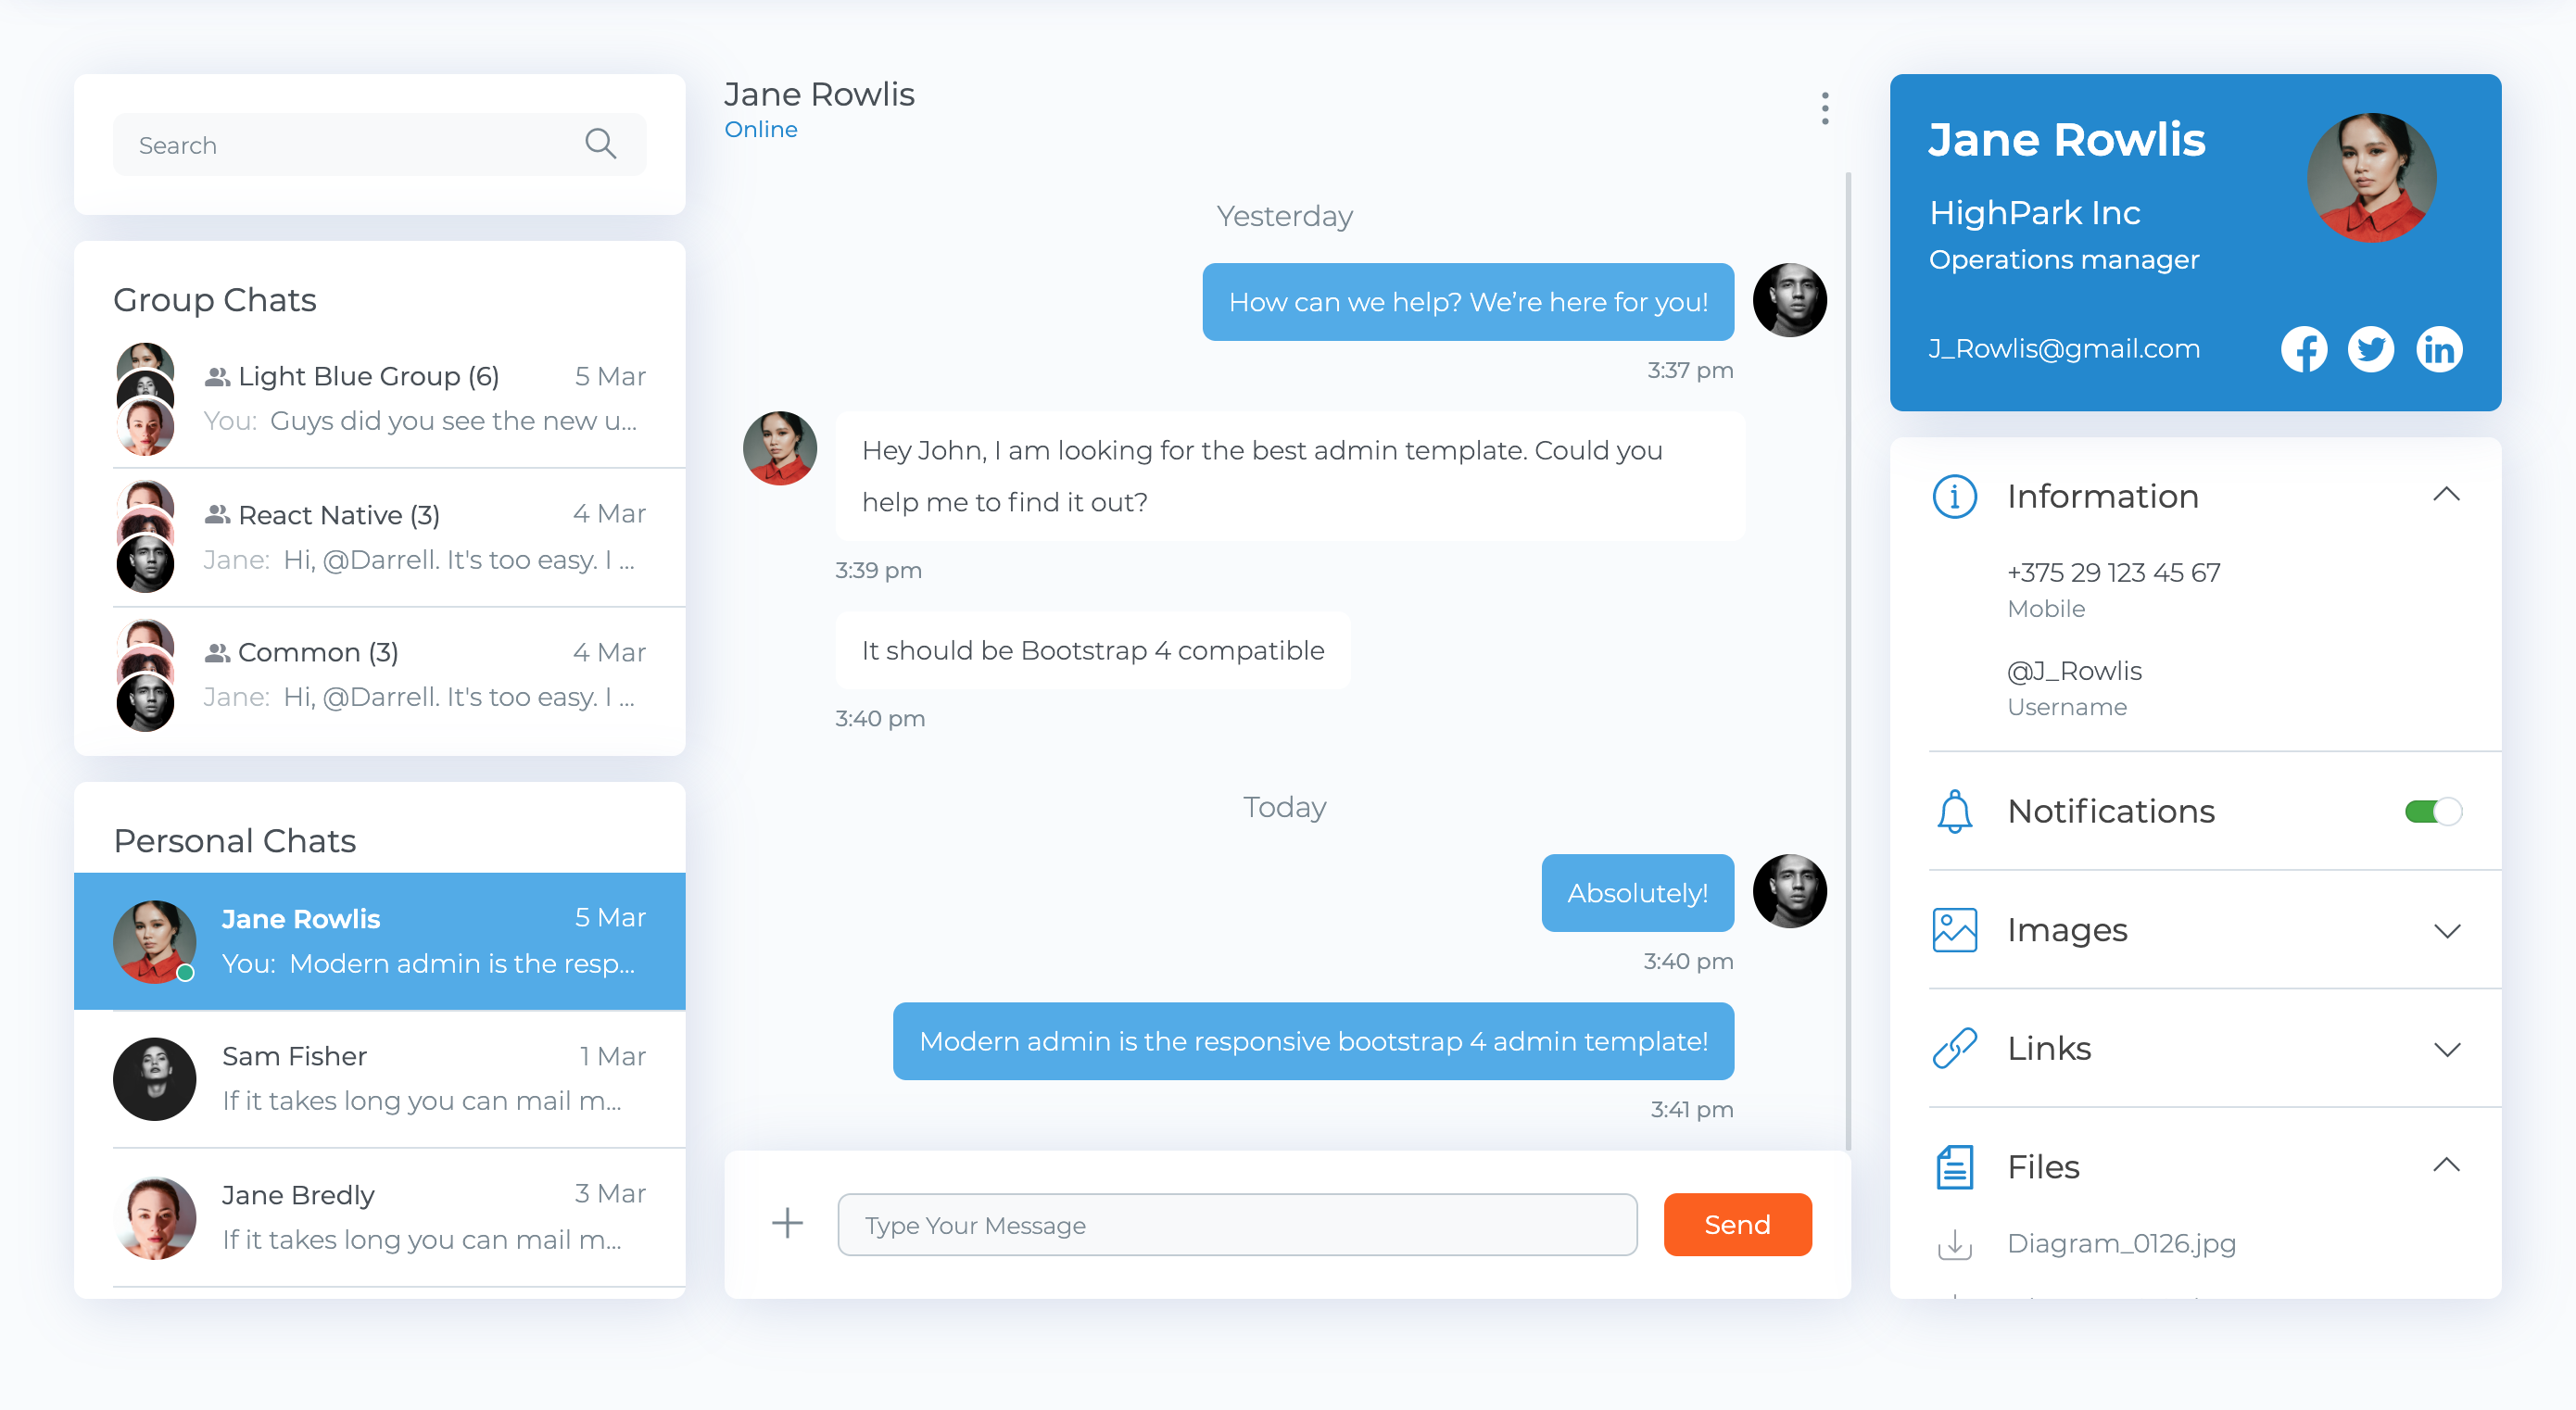 Search
Group Chats
Light Blue Group (6) 5 Mar
You: Guys did you see the new u...
React Native (3) 4 Mar
Jane: Hi, @Darrell. It's too easy. I ...
Common (3) 4 Mar
Jane: Hi, @Darrell. It's too easy. I ...
Personal Chats
Jane Rowlis 5 Mar
You: Modern admin is the resp...
Sam Fisher 1 Mar
If it takes long you can mail m...
Jane Bredly 3 Mar
If it takes long you can mail m...
Jane Rowlis
Online
Yesterday
How can we help? We’re here for you!
3:37 pm
Hey John, I am looking for the best admin template. Could you
help me to find it out?
3:39 pm
It should be Bootstrap 4 compatible
3:40 pm
Today
Absolutely!
3:40 pm
Modern admin is the responsive bootstrap 4 admin template!
3:41 pm
Type Your Message
Send
Jane Rowlis
HighPark Inc
Operations manager
J_Rowlis@gmail.com
Information
+375 29 123 45 67
Mobile
@J_Rowlis
Username
Notifications
Images
Links
Files
Diagram_0126.jpg